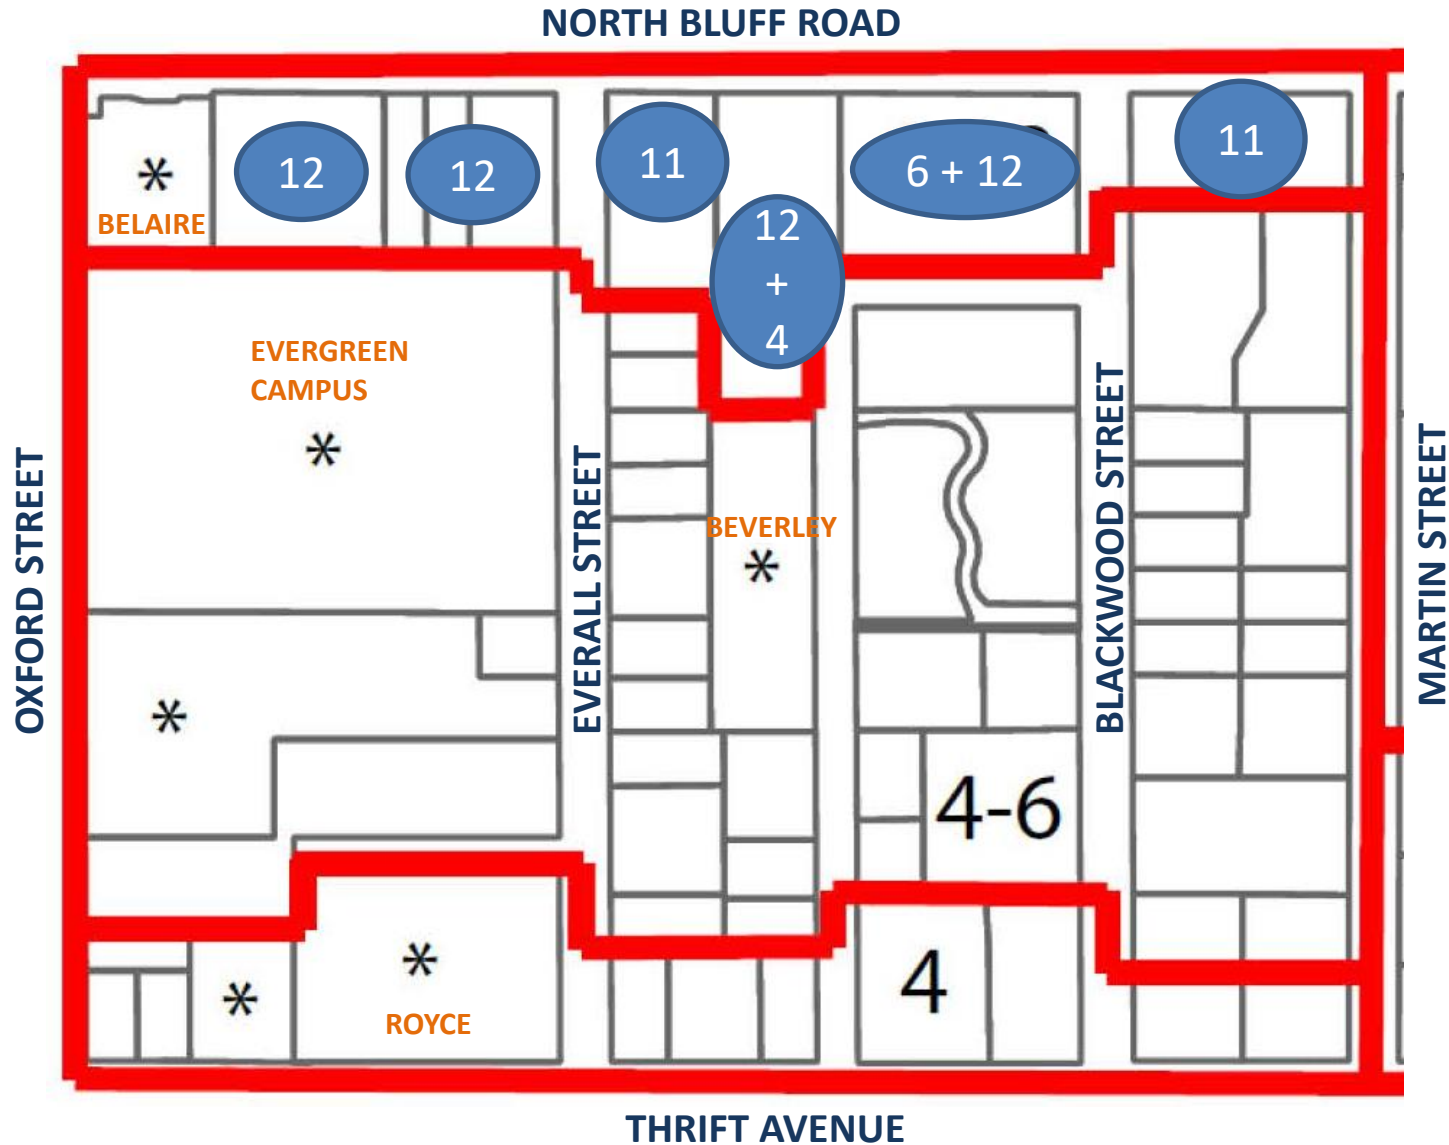 NORTH BLUFF ROAD
*
BELAIRE
12
12
11
12
+
4
6 + 12
11
EVERGREEN
CAMPUS
*
OXFORD STREET
EVERALL STREET
BEVERLEY
*
BLACKWOOD STREET
MARTIN STREET
*
4-6
*
*
ROYCE
4
THRIFT AVENUE